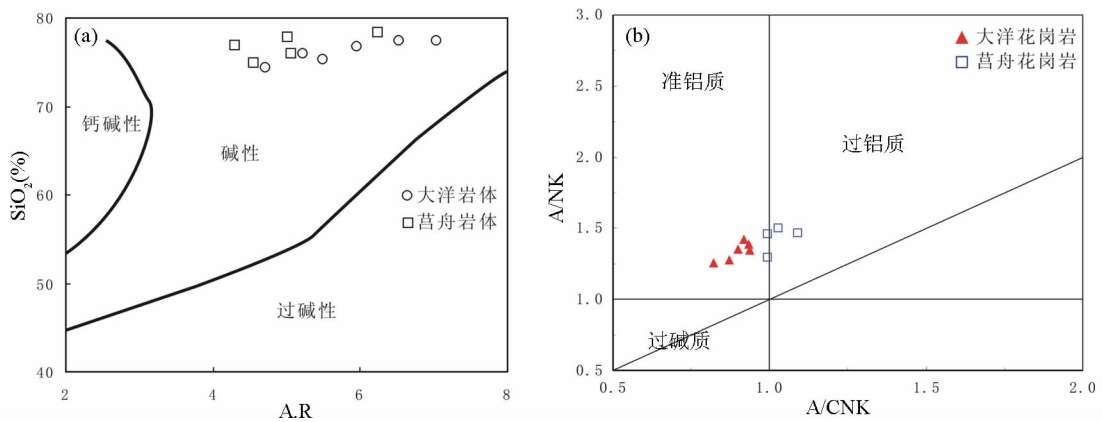 (a)
80
70
60
50
40
SiO2(%)
钙碱性
碱性
过碱性
大洋岩体
莒舟岩体
2
4
6
8
A.R
(b)
3.0
2.5
2.0
1.5
1.0
0.5
A/NK
大洋花岗岩
莒舟花岗岩
准铝质
过铝质
过碱质
0.5
1.0
1.5
2.0
A/CNK